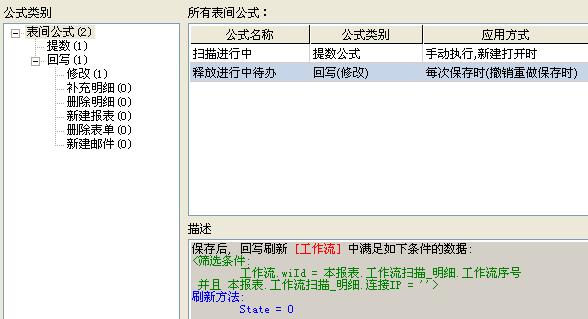 公式类别
表间公式(2)
提数(1)
回写(1)
修改(1)
补充明细(0)
删除明细(0)
新建报表(0)
删除表单(0)
新建邮件(0)
所有表间公式：
公式名称 公式类别 应用方式
扫描进行中 提数公式 手动执行,新建打开时
释放进行中待办 回写(修改) 每次保存时(撤销重做保存时)
描述
保存后, 回写刷新 [工作流] 中满足如下条件的数据:
<筛选条件:
工作流.wiId = 本报表.工作流扫描_明细.工作流序号
并且 本报表.工作流扫描_明细.连接IP = ''>
刷新方法:
State = 0